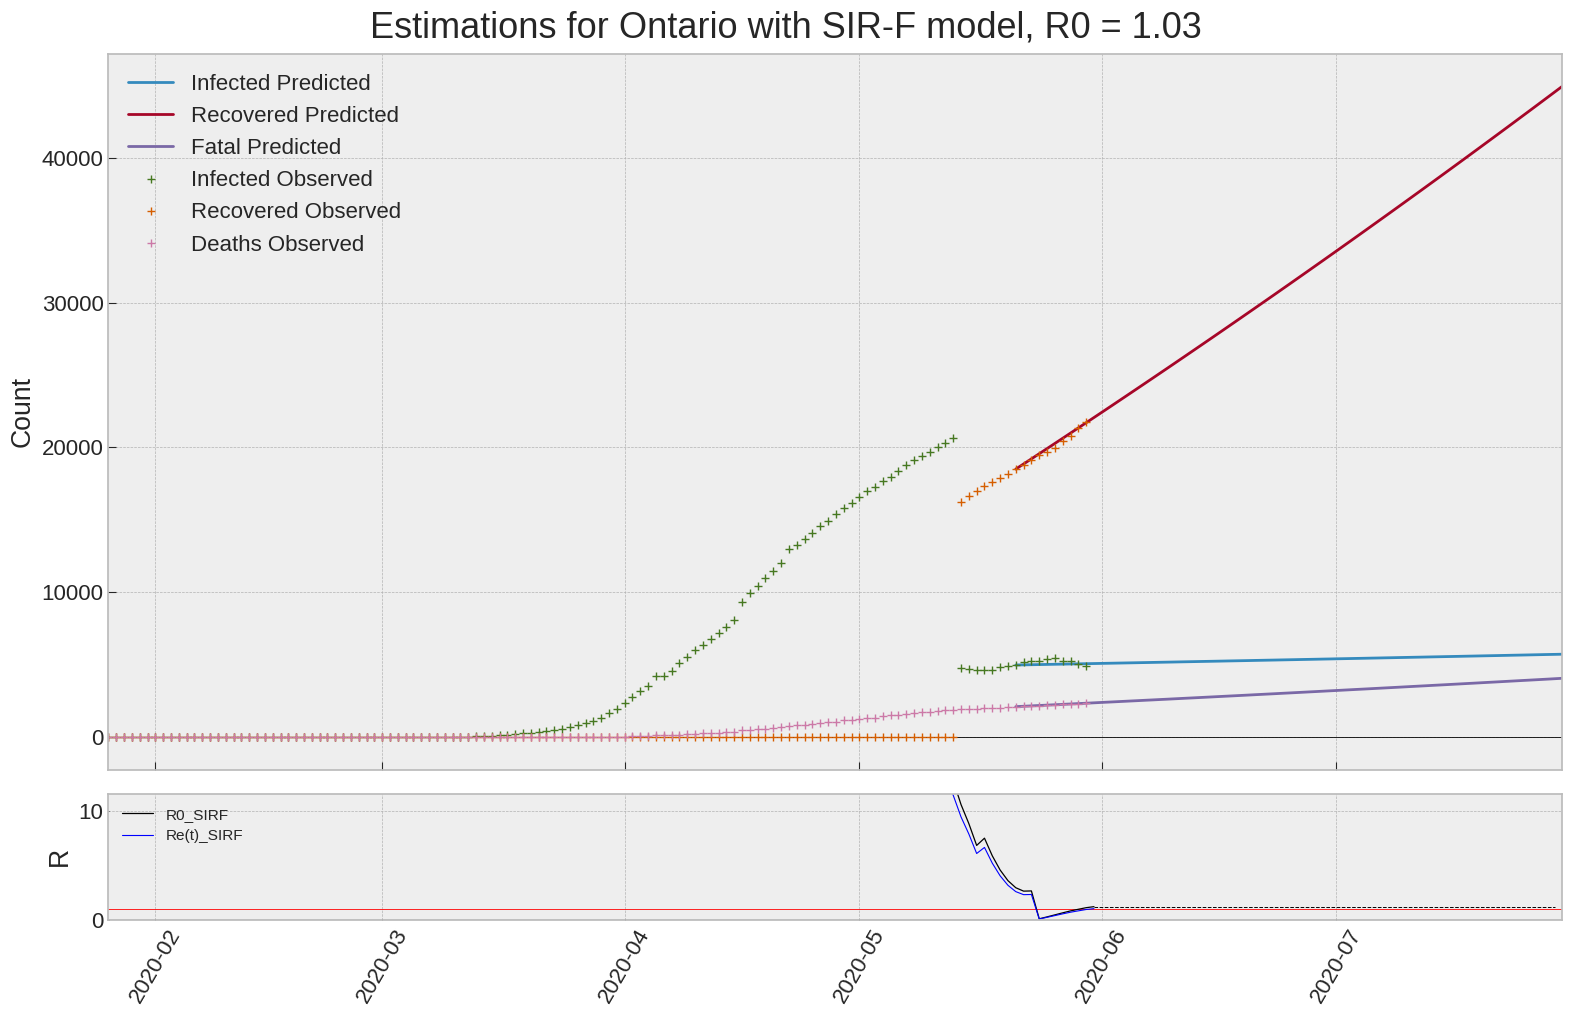 Estimations for Ontario with SIR-F model, R0 = 1.03
Infected Predicted
Recovered Predicted
Fatal Predicted
Infected Observed
Recovered Observed
Deaths Observed
Count
40000
30000
20000
10000
0
R0_SIRF
Re(t)_SIRF
R
10
0
2020-02
2020-03
2020-04
2020-05
2020-06
2020-07